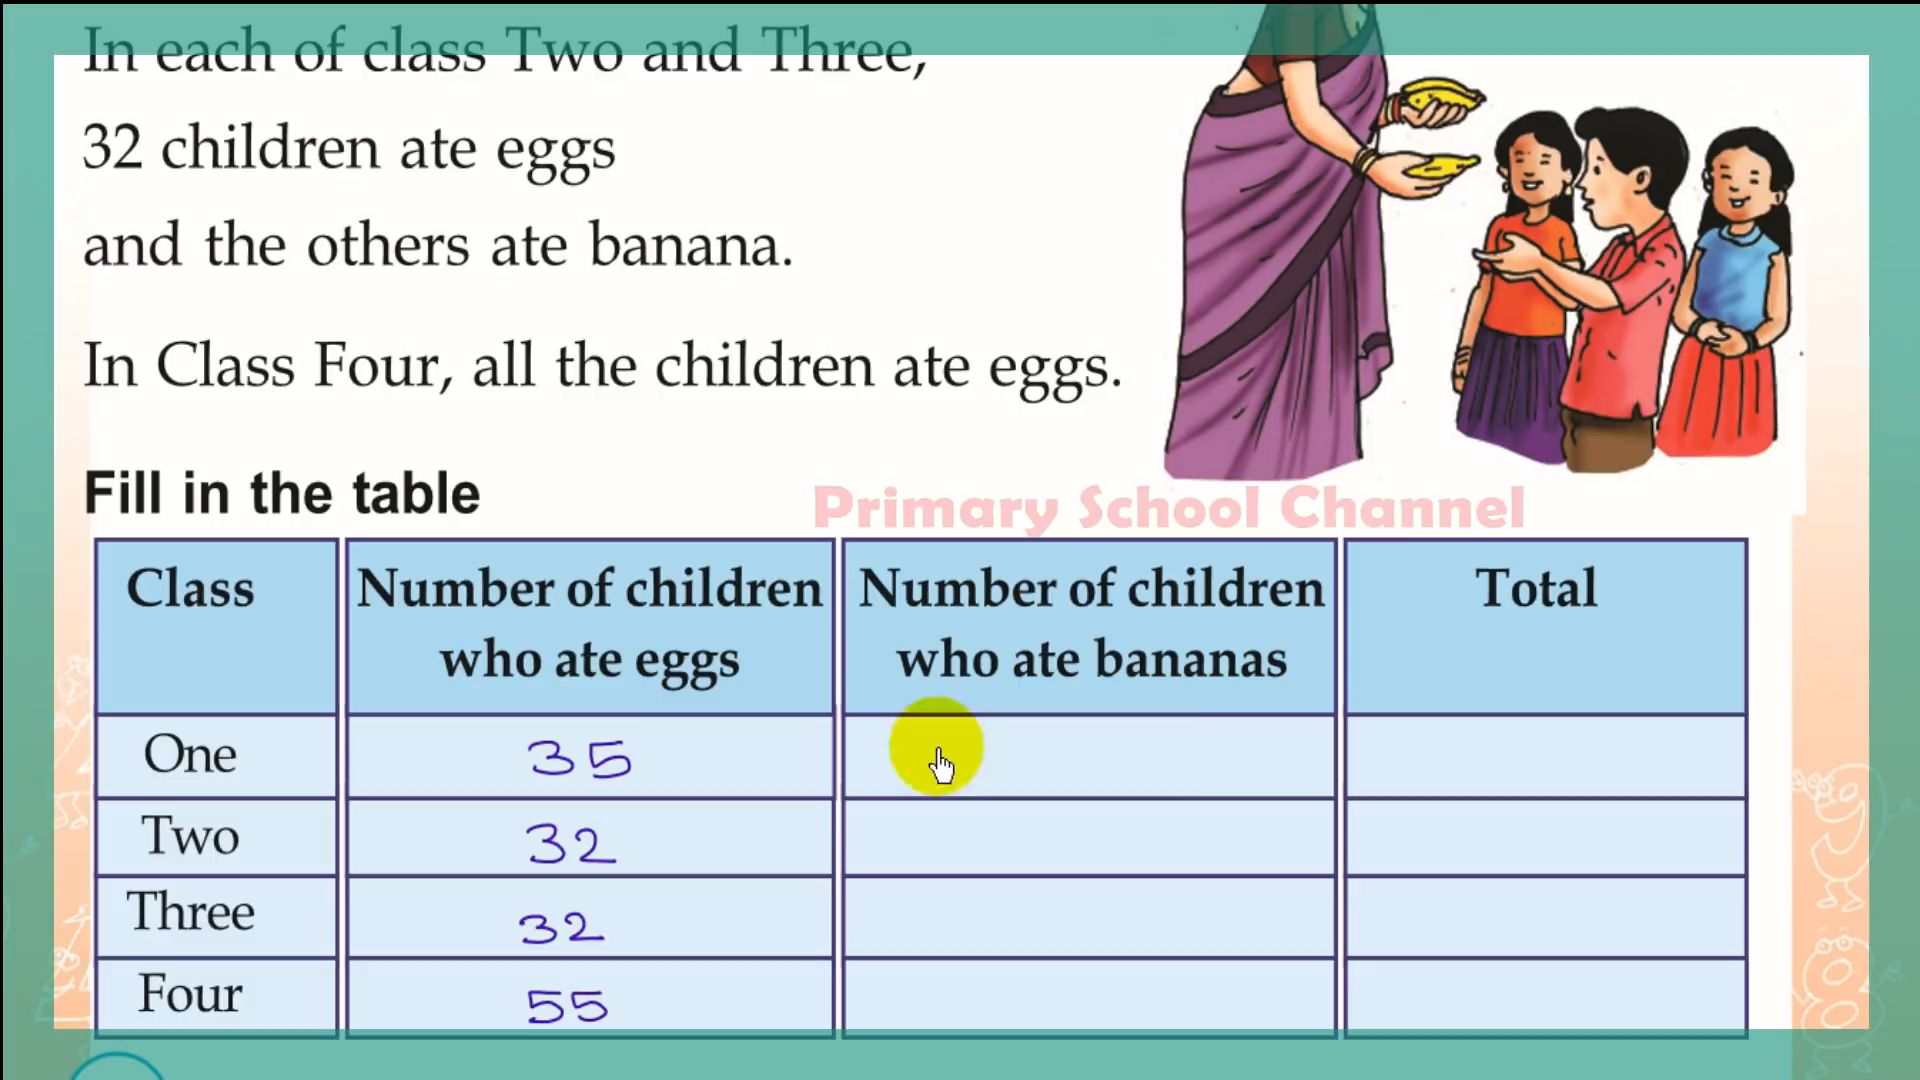 In each of class Two and Three,
32 children ate eggs
and the others ate banana.
In Class Four, all the children ate eggs.
Fill in the table
Primary School Channel
Class Number of children who ate eggs Number of children who ate bananas Total
One 35
Two 32
Three 32
Four 55